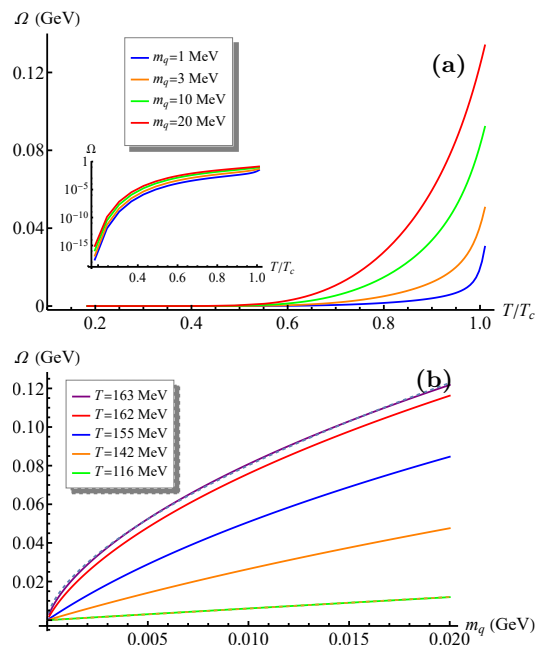 Ω (GeV)
0.12
0.08
0.04
0
m_q=1 MeV
m_q=3 MeV
m_q=10 MeV
m_q=20 MeV
(a)
Ω
10^-5
10^-10
10^-15
0.4 0.6 0.8 1.0
T/T_c
0.2 0.4 0.6 0.8 1.0
T/T_c
Ω (GeV)
0.12
0.10
0.08
0.06
0.04
0.02
T=163 MeV
T=162 MeV
T=155 MeV
T=142 MeV
T=116 MeV
(b)
0.005 0.010 0.015 0.020
m_q (GeV)